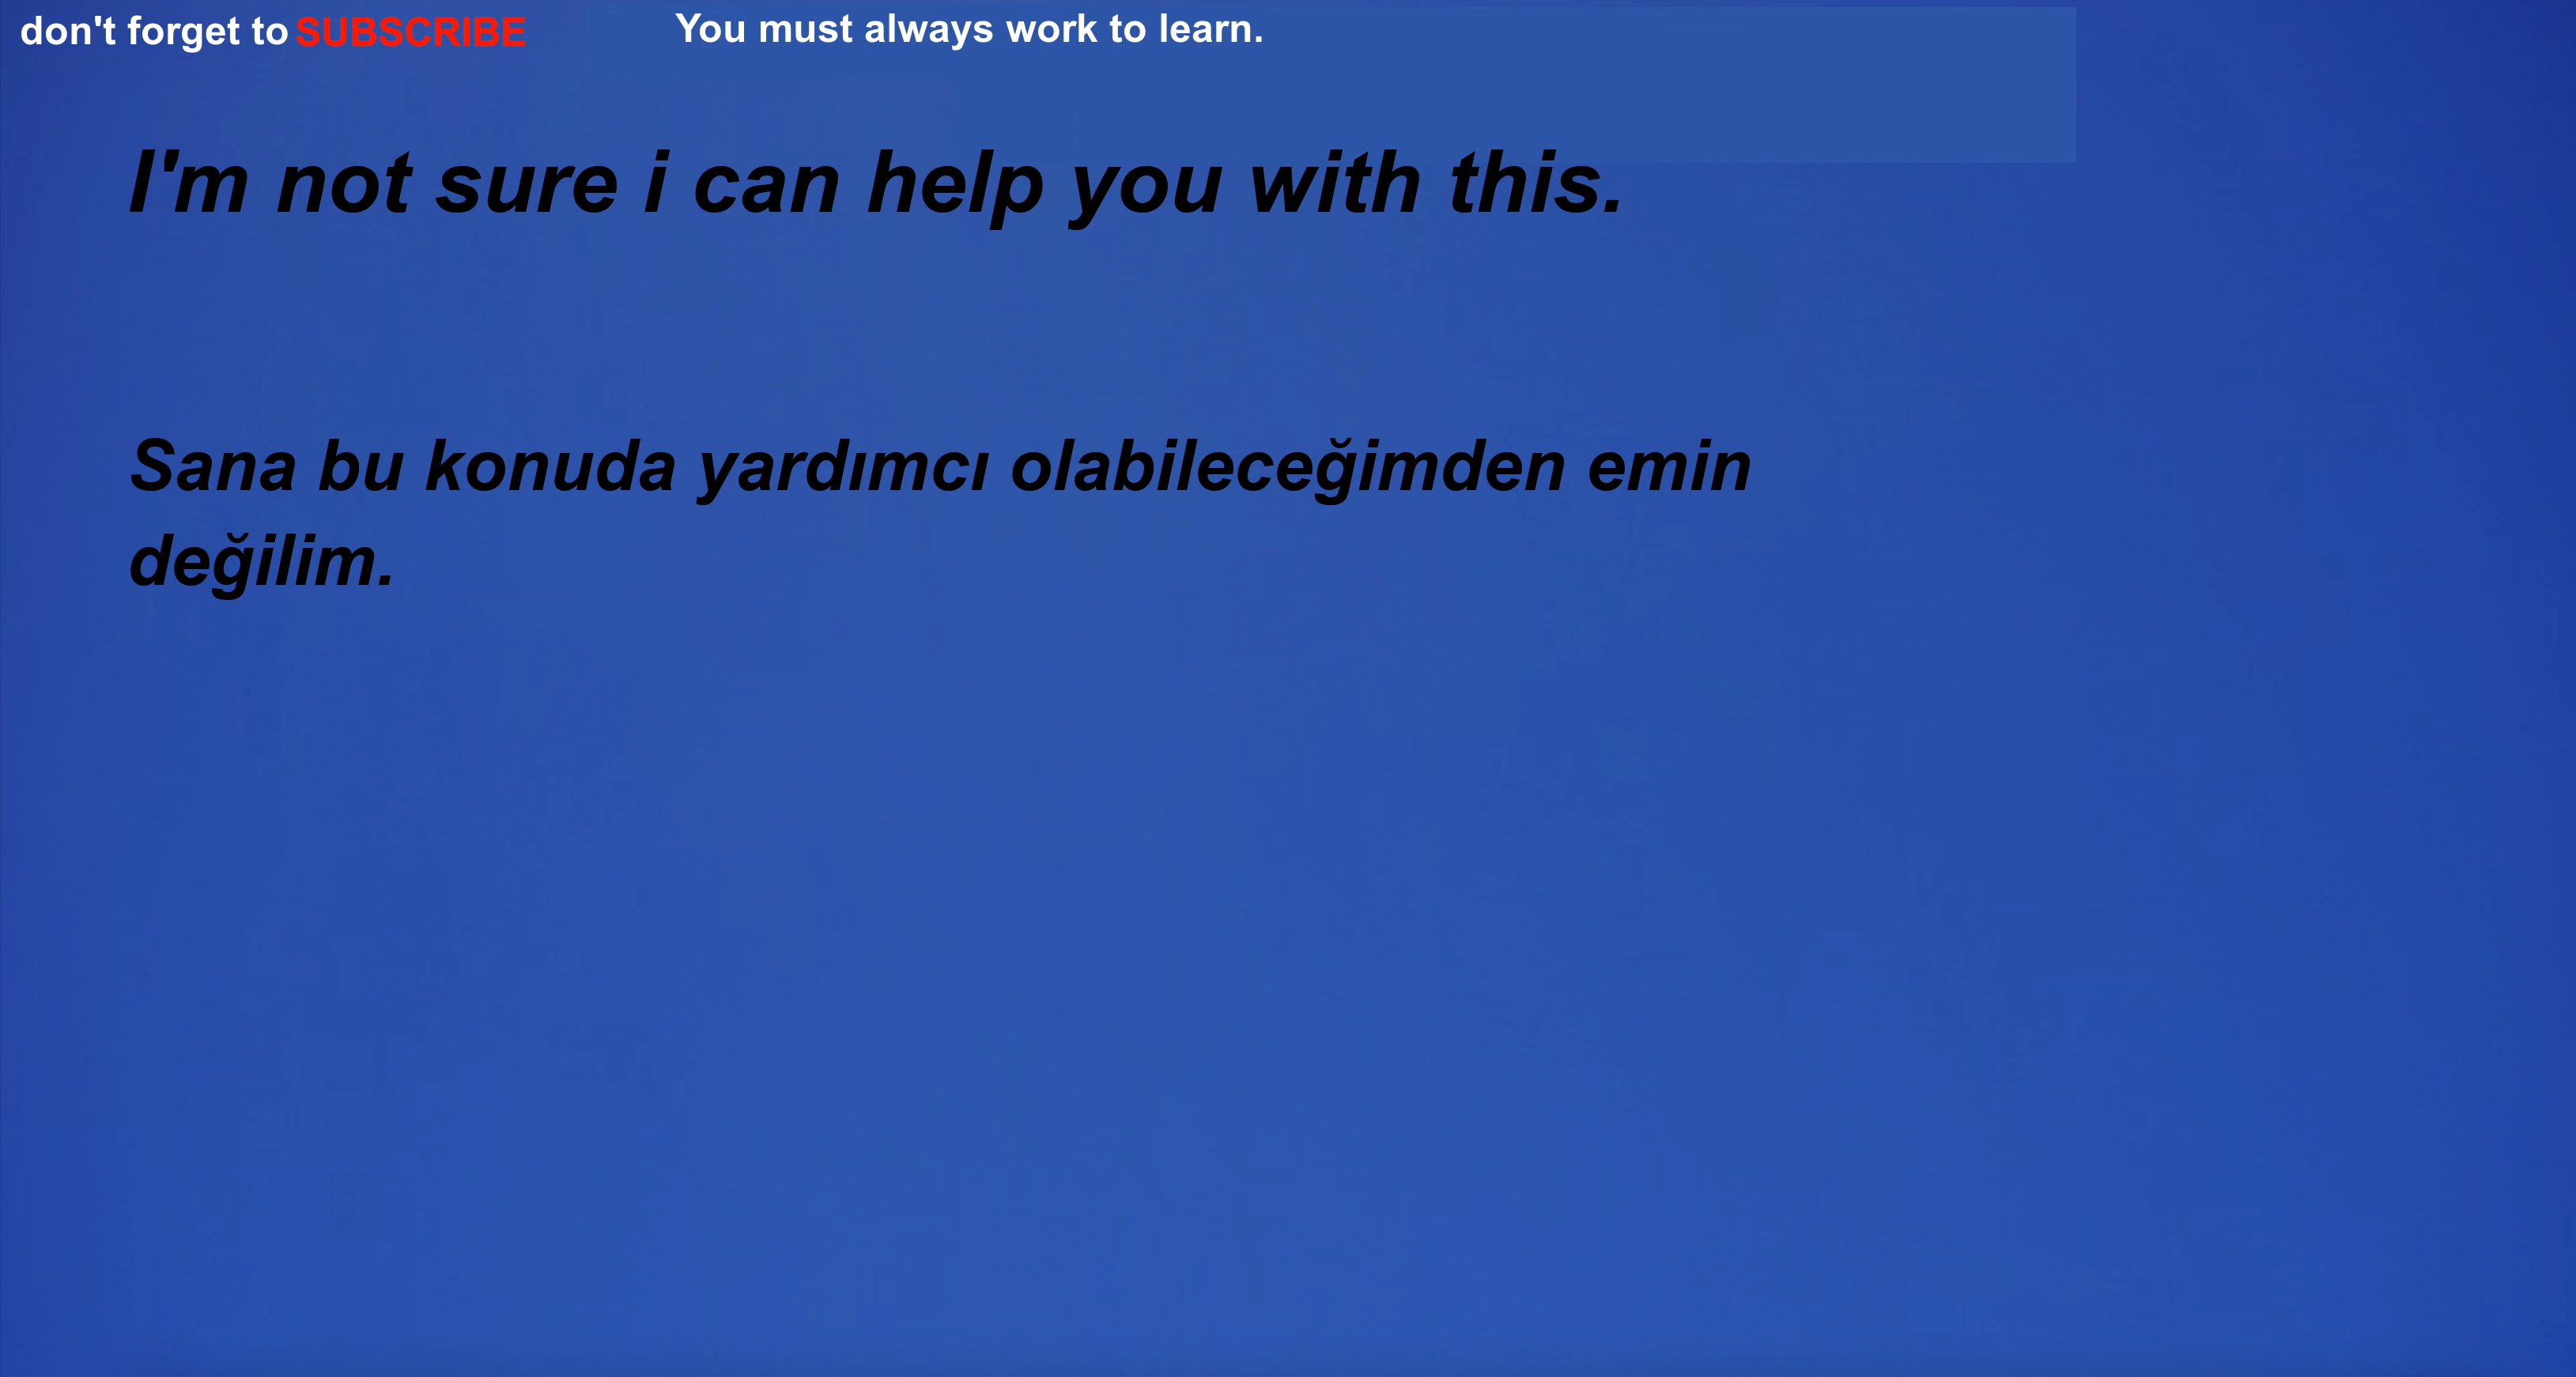 don't forget to SUBSCRIBE
You must always work to learn.
I'm not sure i can help you with this.
Sana bu konuda yardımcı olabileceğimden emin
değilim.